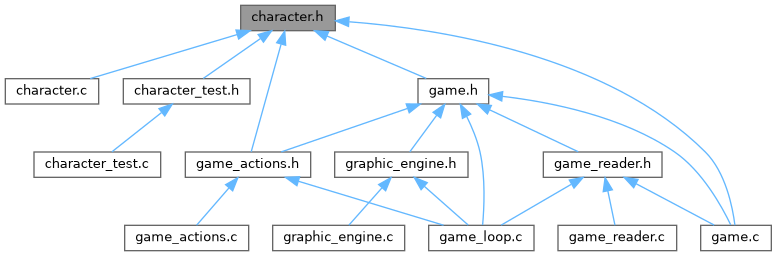 character.h
character.c
character_test.h
game.h
character_test.c
game_actions.h
graphic_engine.h
game_reader.h
game_actions.c
graphic_engine.c
game_loop.c
game_reader.c
game.c